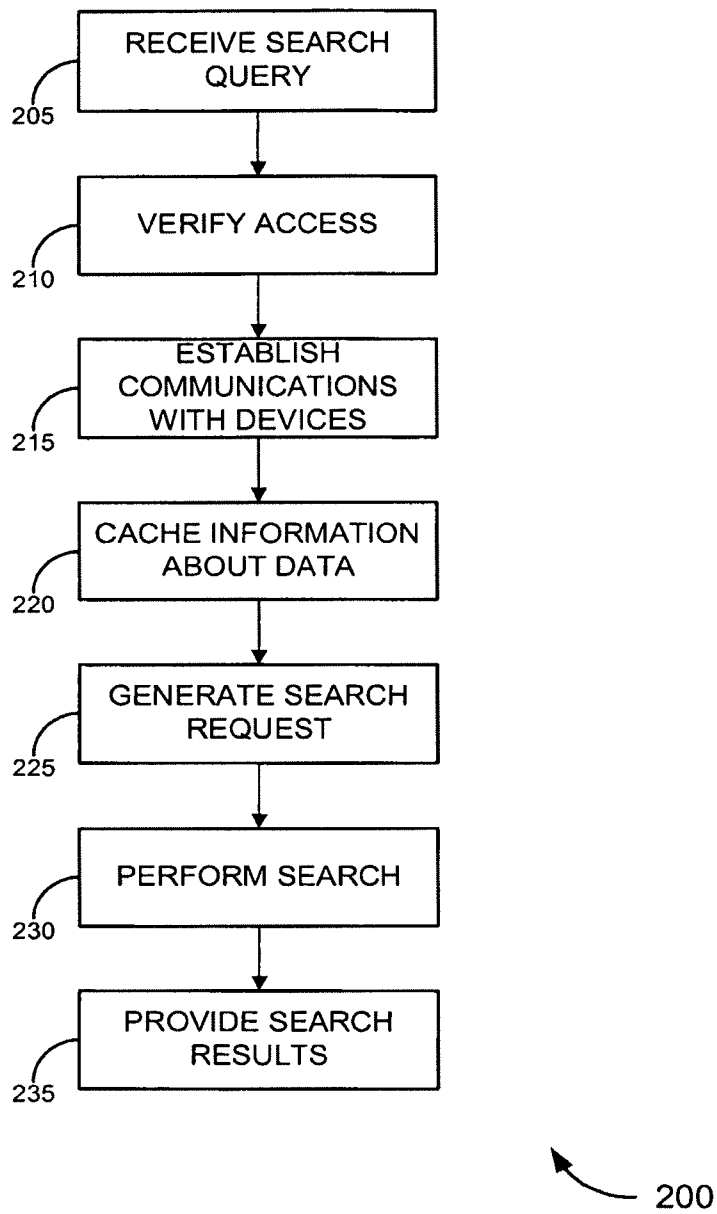 RECEIVE SEARCH
QUERY
205
VERIFY ACCESS
210
ESTABLISH
COMMUNICATIONS
WITH DEVICES
215
CACHE INFORMATION
ABOUT DATA
220
GENERATE SEARCH
REQUEST
225
PERFORM SEARCH
230
PROVIDE SEARCH
RESULTS
235
200